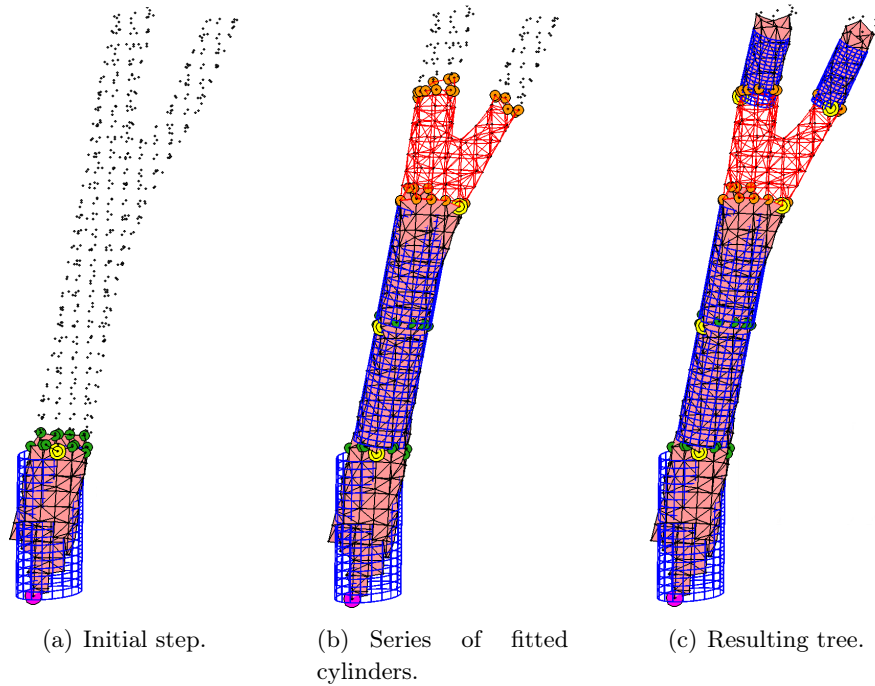 (a) Initial step.
(b) Series of fitted
cylinders.
(c) Resulting tree.